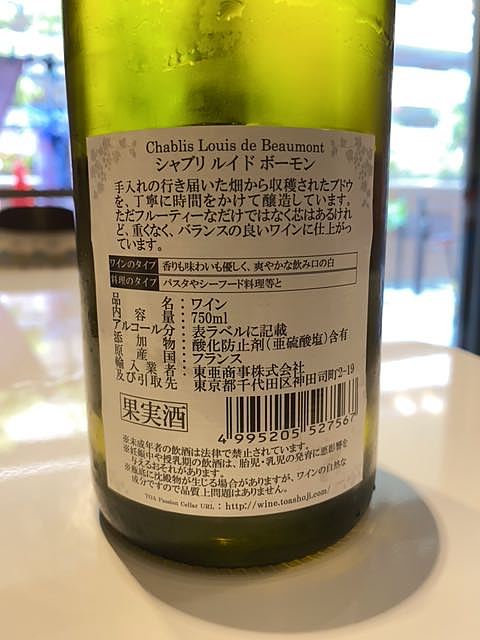 Chablis Louis de Beaumont
シャブリ ルイド ボーモン
手入れの行き届いた畑から収穫されたブドウ
を、丁寧に時間をかけて醸造しています。
ただフルーティーなだけではなく芯はあるけれ
ど、重くなく、バランスの良いワインに仕上がっ
ています。
ワインのタイプ 香りも味わいも優しく、爽やかな飲み口の白
料理のタイプ パスタやシーフード料理等と
品名：ワイン
内容量：750ml
アルコール分：表ラベルに記載
添加物：酸化防止剤(亜硫酸塩)含有
原産国：フランス
輸入業者 東亜商事株式会社
及び引取先 東京都千代田区神田司町2-19
果実酒
4 995205 527567
※未成年者の飲酒は法律で禁止されています。
※妊娠中や授乳期の飲酒は、胎児・乳児の発育に悪影響を
与えるおそれがあります。
※瓶底に沈殿物が生じる場合がありますが、ワインの自然な
成分ですので品質上問題はありません。
TOA Passion Cellar URL : http://wine.toashoji.com/